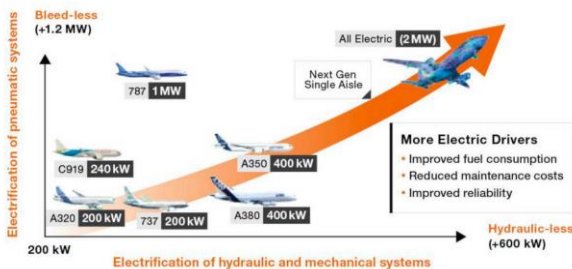 Bleed-less
(+1.2 MW)
Electrification of pneumatic systems
All Electric (2 MW)
787 1 MW
Next Gen
Single Aisle
C919 240 kW
A350 400 kW
A320 200 kW
737 200 kW
A380 400 kW
More Electric Drivers
• Improved fuel consumption
• Reduced maintenance costs
• Improved reliability
200 kW
Hydraulic-less
(+600 kW)
Electrification of hydraulic and mechanical systems